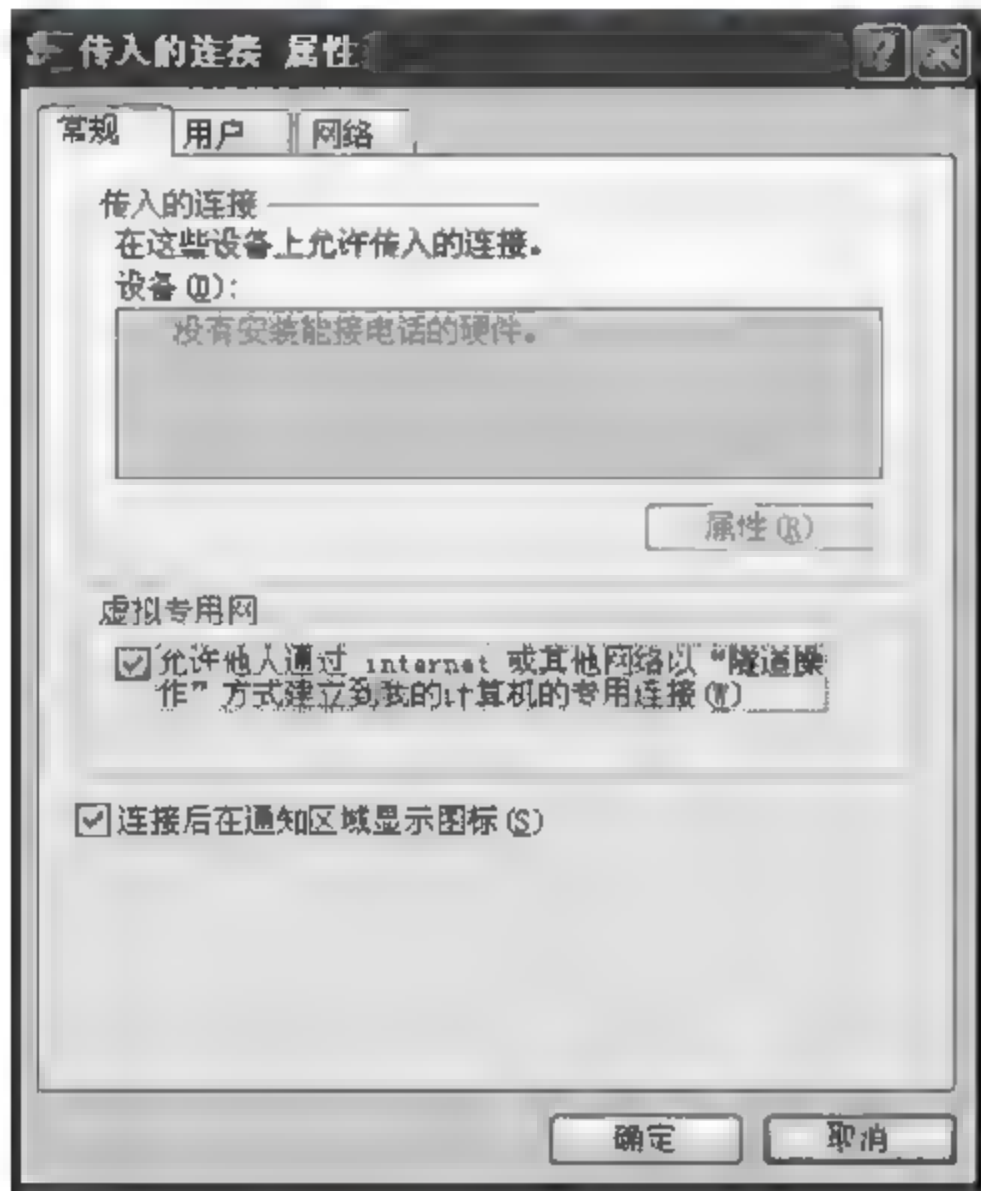 传入的连接 属性
常规
用户
网络
传入的连接
在这些设备上允许传入的连接。
设备(D):
没有安装能接电话的硬件。
属性(R)
虚拟专用网
允许他人通过 internet 或其他网络以“隧道操
作”方式建立到我的计算机的专用连接(W)
连接后在通知区域显示图标(S)
确定
取消